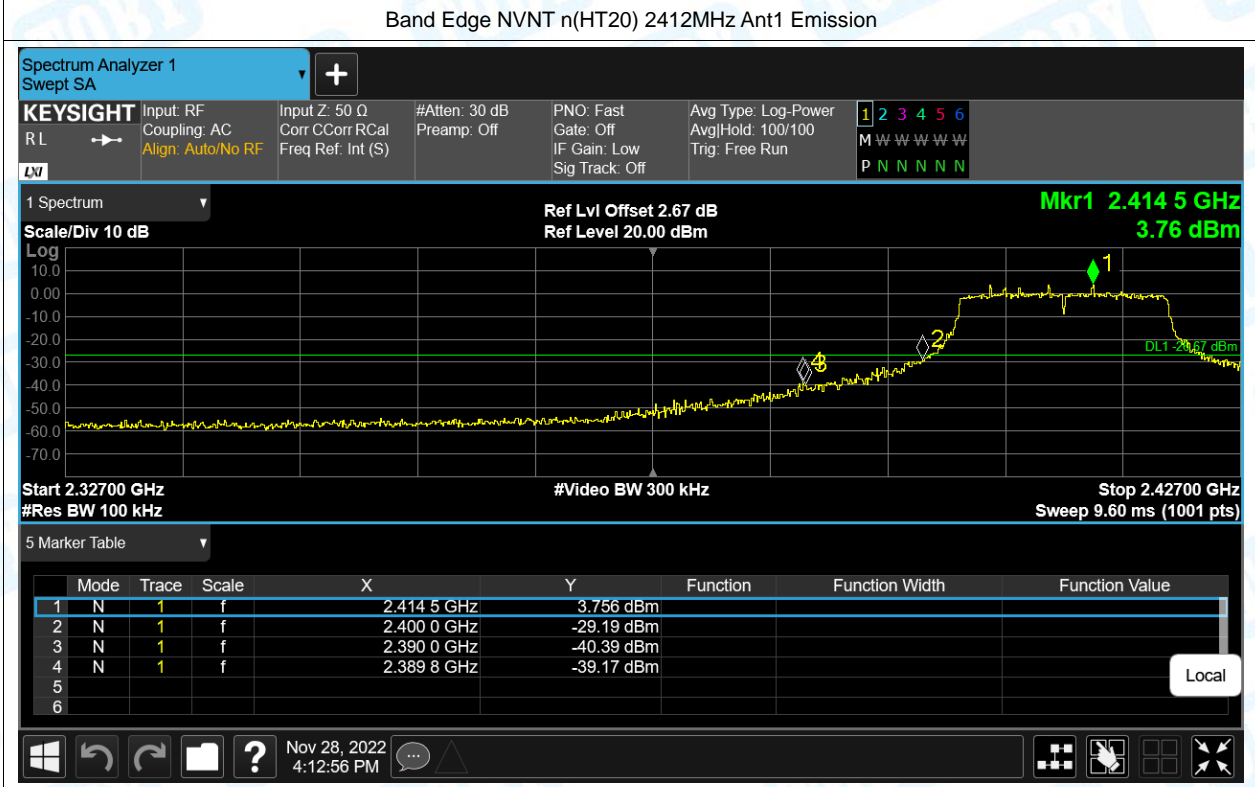 Band Edge NVNT n(HT20) 2412MHz Ant1 Emission
Spectrum Analyzer 1
Swept SA
KEYSIGHT
R L
LXI
Input: RF
Coupling: AC
Align: Auto/No RF
Input Z: 50 Ω
Corr CCorr RCal
Freq Ref: Int (S)
#Atten: 30 dB
Preamp: Off
PNO: Fast
Gate: Off
IF Gain: Low
Sig Track: Off
Avg Type: Log-Power
Avg|Hold: 100/100
Trig: Free Run
1 2 3 4 5 6
M W W W W W
P N N N N N
1 Spectrum
Scale/Div 10 dB
Ref Lvl Offset 2.67 dB
Ref Level 20.00 dBm
Mkr1 2.414 5 GHz
3.76 dBm
Log
10.0
0.00
-10.0
-20.0
-30.0
-40.0
-50.0
-60.0
-70.0
1
2
4
3
Start 2.32700 GHz
#Res BW 100 kHz
#Video BW 300 kHz
Stop 2.42700 GHz
Sweep 9.60 ms (1001 pts)
5 Marker Table
Mode Trace Scale X Y Function Function Width Function Value
1 N 1 f 2.414 5 GHz 3.756 dBm
2 N 1 f 2.400 0 GHz -29.19 dBm
3 N 1 f 2.390 0 GHz -40.39 dBm
4 N 1 f 2.389 8 GHz -39.17 dBm
5
6
Local
?
Nov 28, 2022
4:12:56 PM